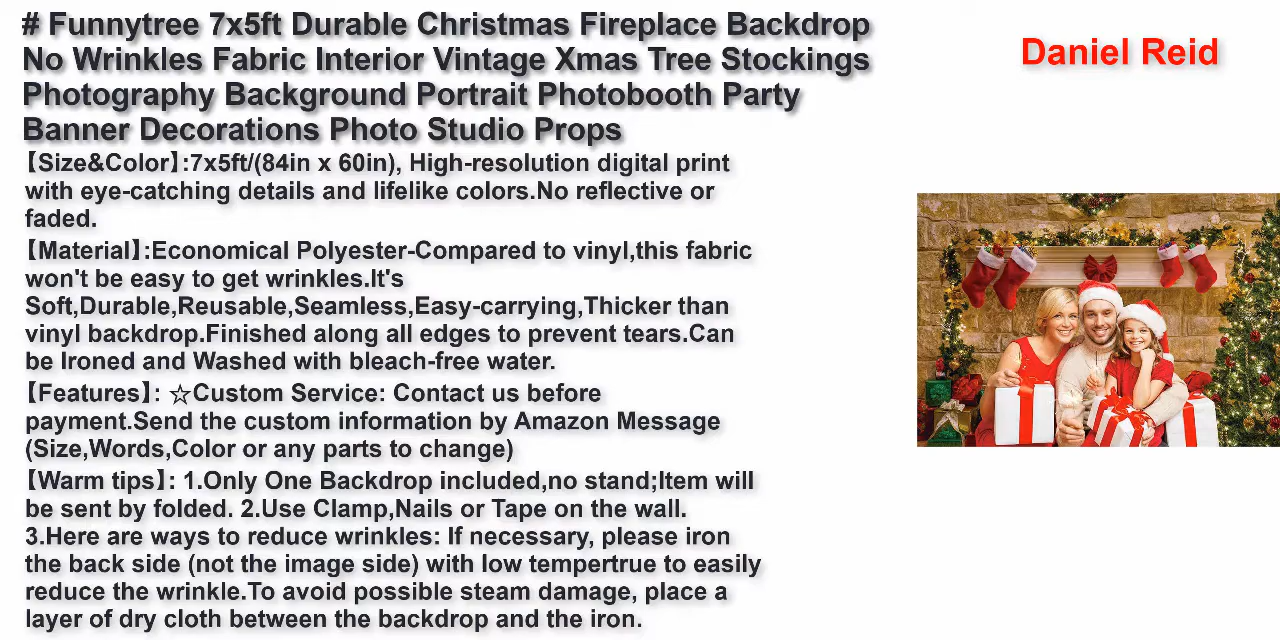 # Funnytree 7x5ft Durable Christmas Fireplace Backdrop
No Wrinkles Fabric Interior Vintage Xmas Tree Stockings
Photography Background Portrait Photobooth Party
Banner Decorations Photo Studio Props
Daniel Reid
【Size&Color】:7x5ft/(84in x 60in), High-resolution digital print
with eye-catching details and lifelike colors.No reflective or
faded.
【Material】:Economical Polyester-Compared to vinyl,this fabric
won't be easy to get wrinkles.It's
Soft,Durable,Reusable,Seamless,Easy-carrying,Thicker than
vinyl backdrop.Finished along all edges to prevent tears.Can
be Ironed and Washed with bleach-free water.
【Features】: ☆Custom Service: Contact us before
payment.Send the custom information by Amazon Message
(Size,Words,Color or any parts to change)
【Warm tips】: 1.Only One Backdrop included,no stand;Item will
be sent by folded. 2.Use Clamp,Nails or Tape on the wall.
3.Here are ways to reduce wrinkles: If necessary, please iron
the back side (not the image side) with low tempertrue to easily
reduce the wrinkle.To avoid possible steam damage, place a
layer of dry cloth between the backdrop and the iron.